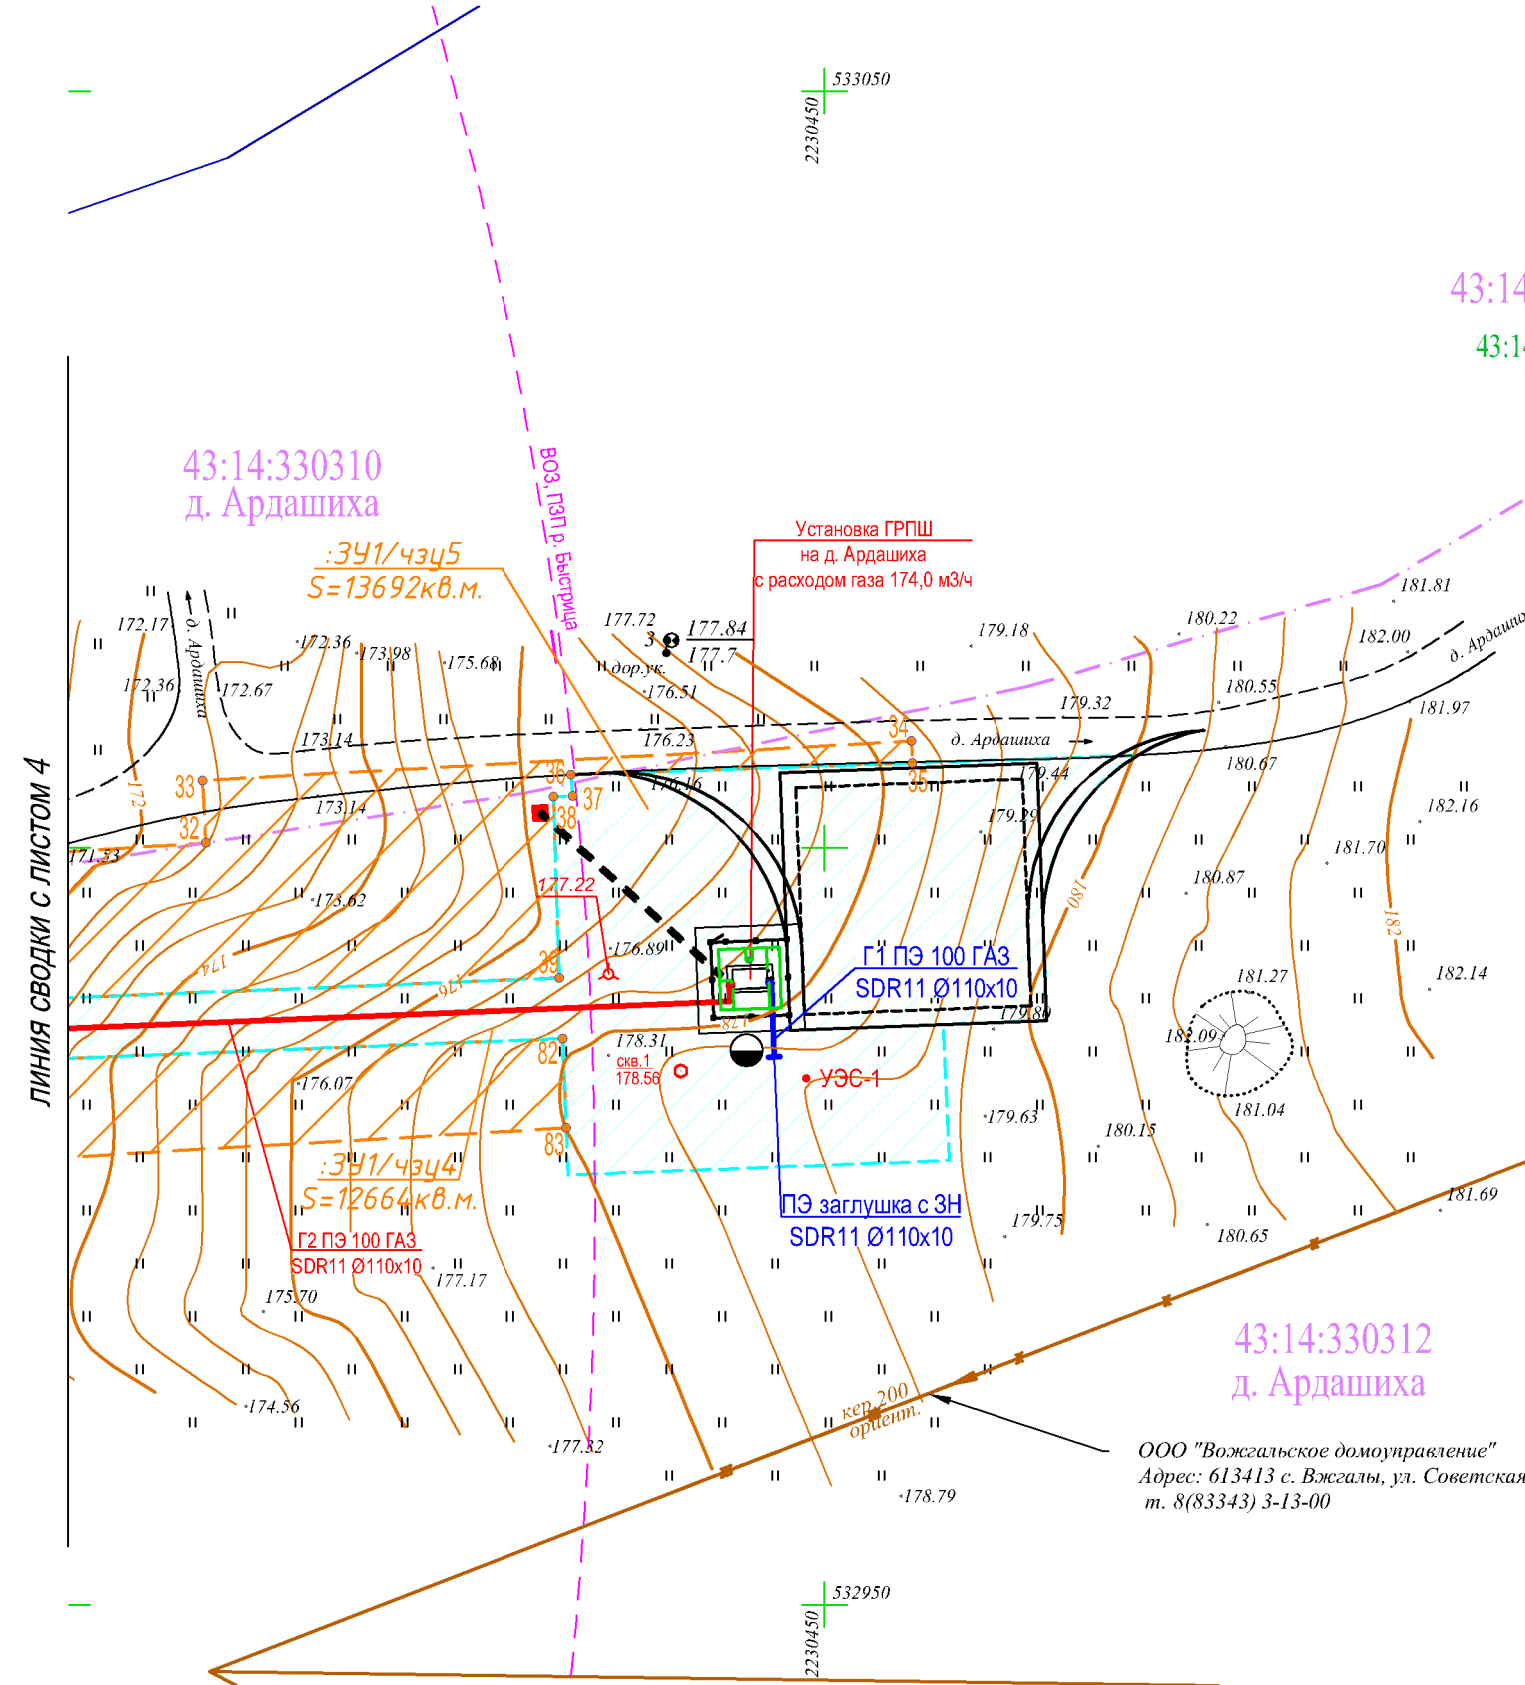 533050
2230450
43:14
43:14
43:14:330310
д. Ардашиха
ВОЗ, ПЗП р. Быстрица
:ЗУ1/чзу5
S=13692кв.м.
Установка ГРПШ
на д. Ардашиха
с расходом газа 174,0 м3/ч
181.81
172.17
д. Ардашиха
172.36
173.98
175.68
177.72
3
177.84
177.7
дор.ук.
179.18
180.22
182.00
172.36
172.67
176.51
180.55
179.32
181.97
173.14
176.23
34
д. Ардашиха
180.67
33
172
36
37
38
35
179.44
173.14
32
179.29
182.16
171.53
181.70
ЛИНИЯ СВОДКИ С ЛИСТОМ 4
173.62
177.22
180
180.87
182
174
176
39
176.89
Г1 ПЭ 100 ГАЗ
SDR11 Ø110х10
181.27
182.14
178
179.80
182.09
82
178.31
скв.1
178.56
УЭС-1
176.07
181.04
179.63
180.15
83
:ЗУ1/чзу4
S=12664кв.м.
ПЭ заглушка с ЗН
SDR11 Ø110х10
179.75
180.65
181.69
Г2 ПЭ 100 ГАЗ
SDR11 Ø110х10
177.17
175.70
43:14:330312
д. Ардашиха
174.56
кер.200
ориент.
177.32
178.79
ООО "Вожгальское домоуправление"
Адрес: 613413 с. Вжгалы, ул. Советская
т. 8(83343) 3-13-00
532950
2230450